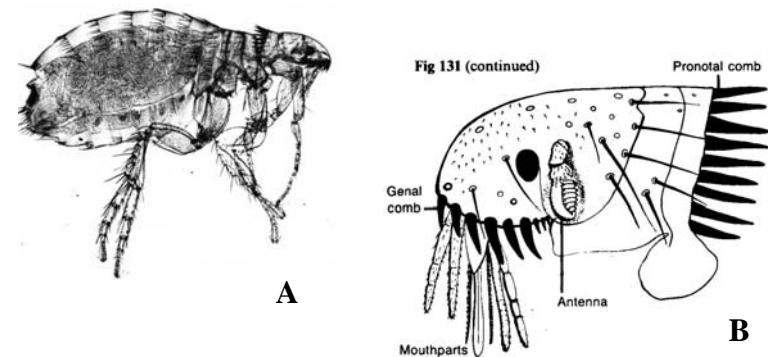 Fig 131 (continued)
Pronotal comb
Genal
comb
Antenna
Mouthparts
A
B